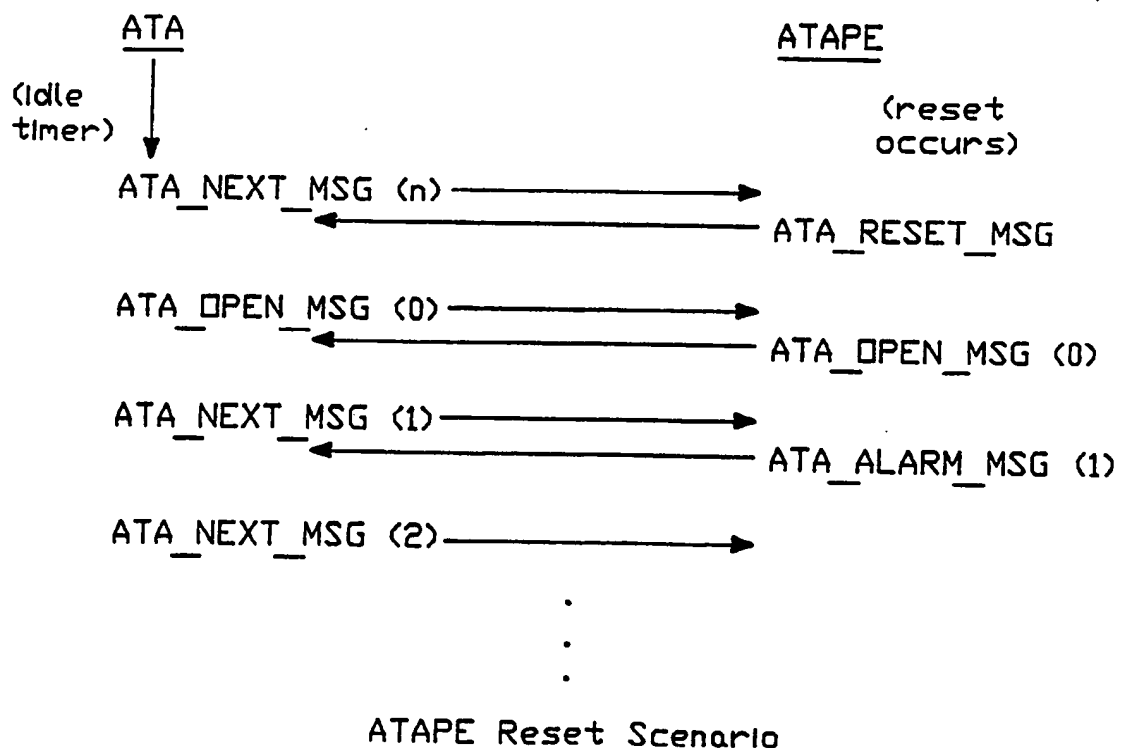 ATA
ATAPE
(idle
timer)
(reset
occurs)
ATA_NEXT_MSG (n)
ATA_RESET_MSG
ATA_OPEN_MSG (0)
ATA_OPEN_MSG (0)
ATA_NEXT_MSG (1)
ATA_ALARM_MSG (1)
ATA_NEXT_MSG (2)
ATAPE Reset Scenario